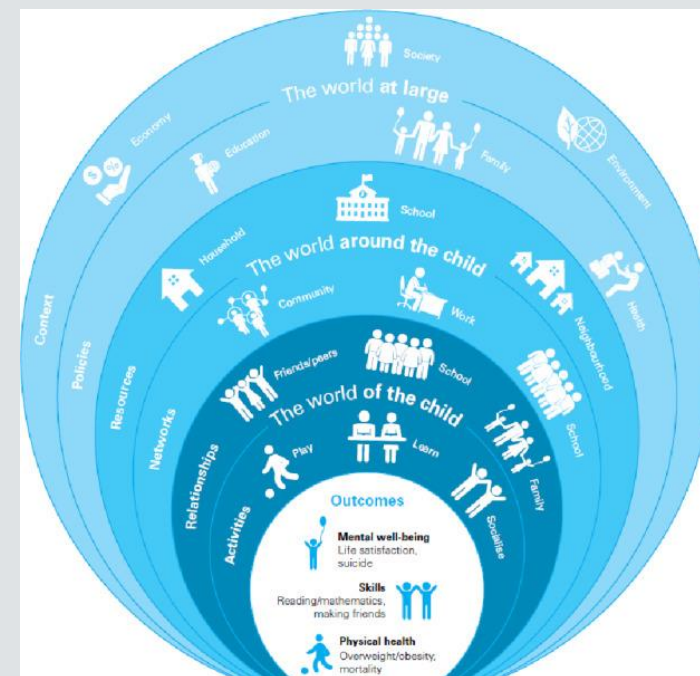 Society
The world at large
Economy
Education
Family
Environment
Health
Context
Policies
School
Household
The world around the child
Neighbourhood
Community
Work
School
Resources
Networks
Friends/peers
School
The world of the child
Family
Play
Learn
Socialise
Relationships
Activities
Outcomes
Mental well-being
Life satisfaction,
suicide
Skills
Reading/mathematics,
making friends
Physical health
Overweight/obesity,
mortality